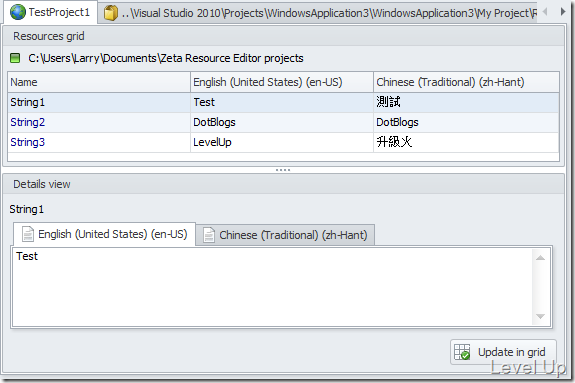 TestProject1 ..\Visual Studio 2010\Projects\WindowsApplication3\WindowsApplication3\My Project\R
Resources grid
C:\Users\Larry\Documents\Zeta Resource Editor projects
Name English (United States) (en-US) Chinese (Traditional) (zh-Hant)
String1 Test 測試
String2 DotBlogs DotBlogs
String3 LevelUp 升級火
Details view
String1
English (United States) (en-US) Chinese (Traditional) (zh-Hant)
Test
Update in grid
Level Up